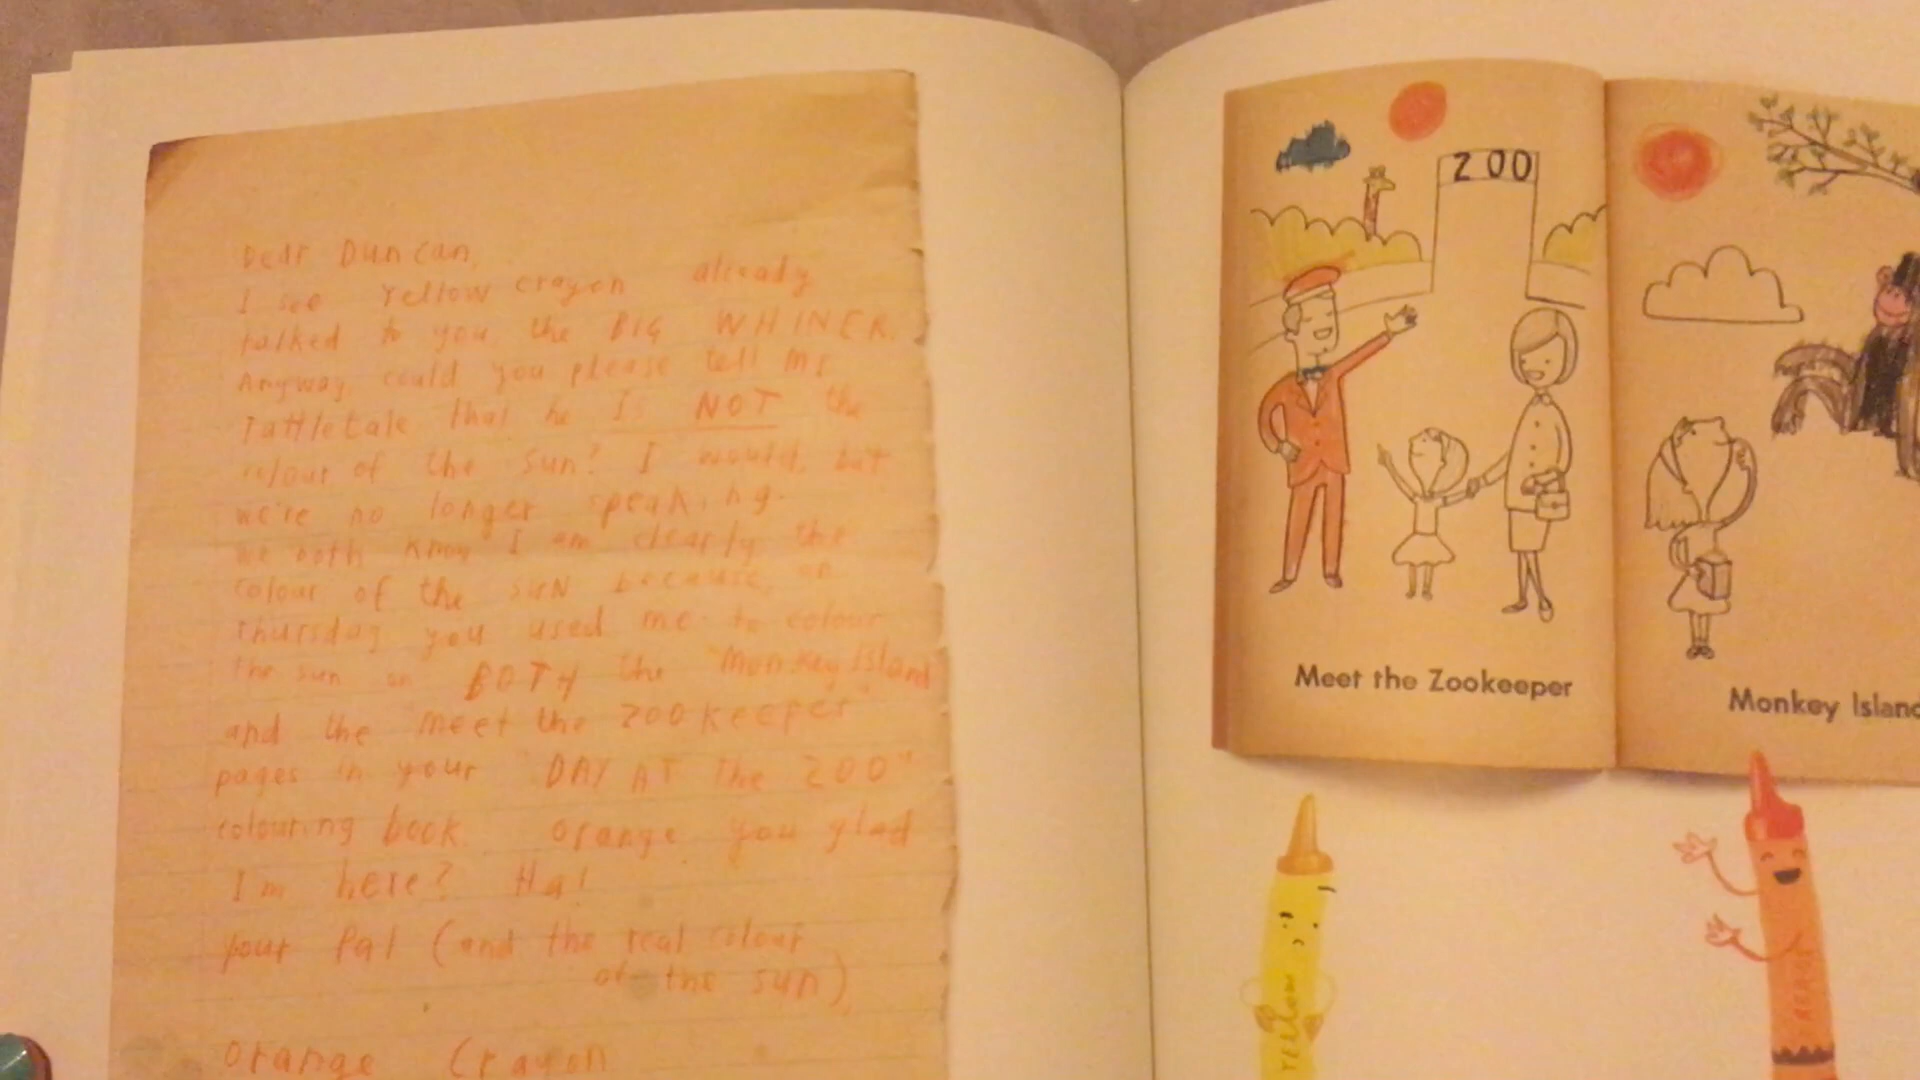 Dear Duncan,
I see Yellow crayon already
talked to you, the BIG WHINER.
Anyway, could you please tell Mr
Tattletale that he IS NOT the
colour of the sun? I would, but
we're no longer speaking.
We both know I am clearly the
colour of the sun because, on
Thursday you used me to colour
the sun on BOTH the "Monkey Island"
and the "Meet the Zookeeper"
pages in your "DAY AT The ZOO"
colouring book. Orange you glad
I'm here? Ha!
Your Pal (and the real colour
of the sun),
Orange Crayon
ZOO
Meet the Zookeeper
Monkey Island
Yellow